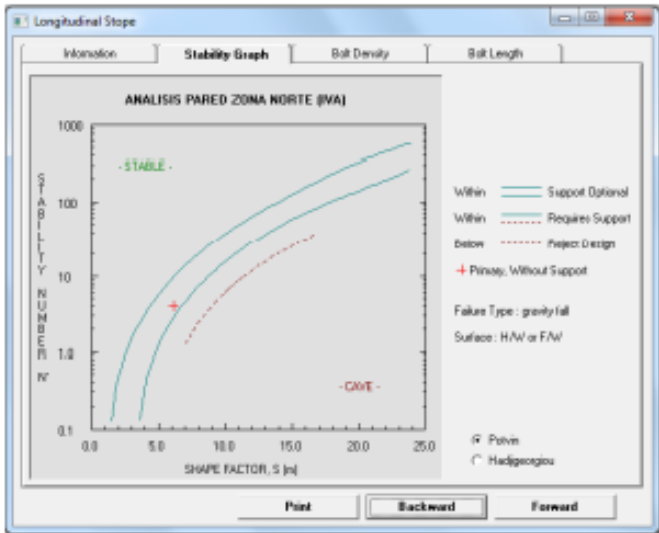 Longitudinal Stope
Information
Stability Graph
Bolt Density
Bolt Length
ANALISIS PARED ZONA NORTE (IVA)
1000
100
10
1.0
0.1
STABILITY NUMBER N'
- STABLE -
- CAVE -
0.0 5.0 10.0 15.0 20.0 25.0
SHAPE FACTOR, S [m]
Within Support Optional
Within Requires Support
Below Reject Design
Primary, Without Support
Failure Type : gravity fall
Surface : H/W or F/W
Potvin
Hadjigeorgiou
Print
Backward
Forward